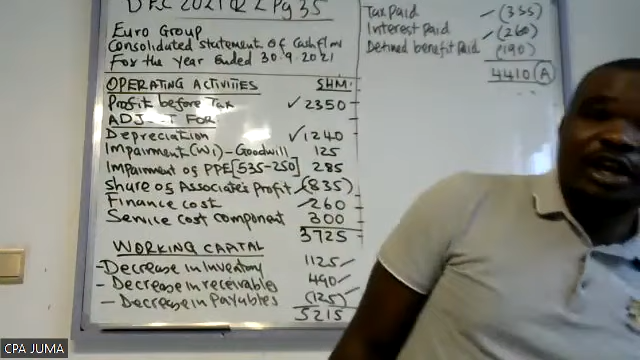 DEC 2021 Q2 Pg 35
Euro Group
Consolidated statement of Cashflow
For the year Ended 30.9.2021
OPERATING ACTIVITIES SHM
Profit before Tax ✓2350
ADJUST FOR
Depreciation ✓1240
Impairment (W1) - Goodwill 125
Impairment of PPE [535-250] 285
Share of Associate's Profit (835)
Finance cost 260
Service cost component 300
3725
WORKING CAPITAL
- Decrease in Inventory 1125
- Decrease in receivables 490
- Decrease in Payables (125)
5215
Tax paid (355)
Interest paid (260)
Defined benefit paid (190)
4410 (A)
CPA JUMA